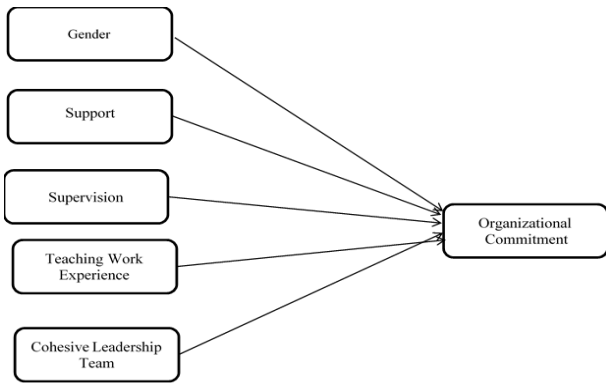 Gender
Support
Supervision
Teaching Work
Experience
Cohesive Leadership
Team
Organizational
Commitment